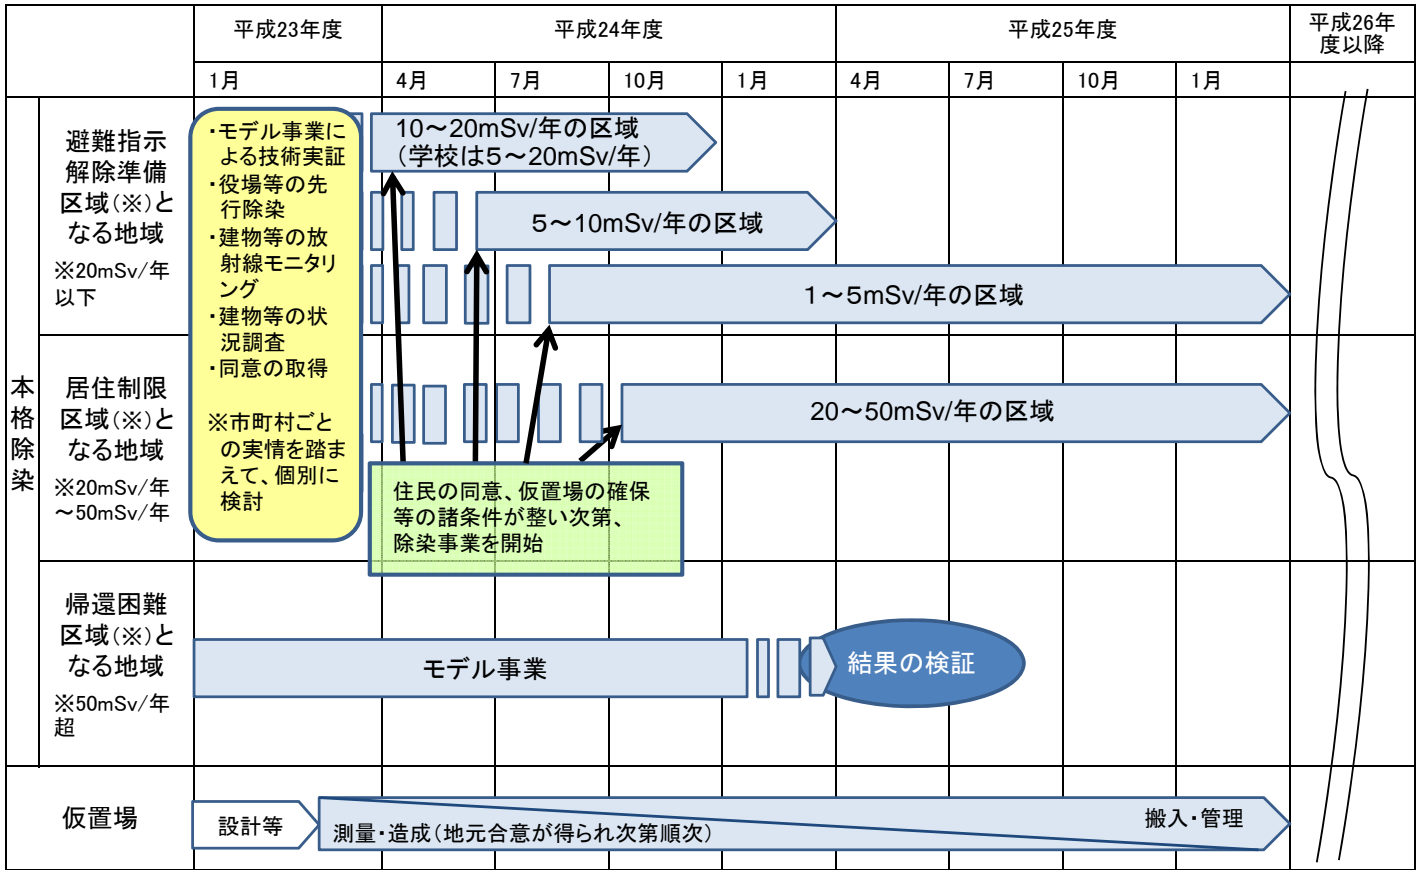 平成23年度
平成24年度
平成25年度
平成26年
度以降
1月
4月
7月
10月
1月
4月
7月
10月
1月
本格除染
避難指示
解除準備
区域(※)と
なる地域
※20mSv/年
以下
・モデル事業に
よる技術実証
・役場等の先
行除染
・建物等の放
射線モニタリ
ング
・建物等の状
況調査
・同意の取得
※市町村ごと
の実情を踏ま
えて、個別に
検討
10～20mSv/年の区域
(学校は5～20mSv/年)
5～10mSv/年の区域
1～5mSv/年の区域
居住制限
区域(※)と
なる地域
※20mSv/年
～50mSv/年
20～50mSv/年の区域
住民の同意、仮置場の確保
等の諸条件が整い次第、
除染事業を開始
帰還困難
区域(※)と
なる地域
※50mSv/年
超
モデル事業
結果の検証
仮置場
設計等
測量・造成(地元合意が得られ次第順次)
搬入・管理